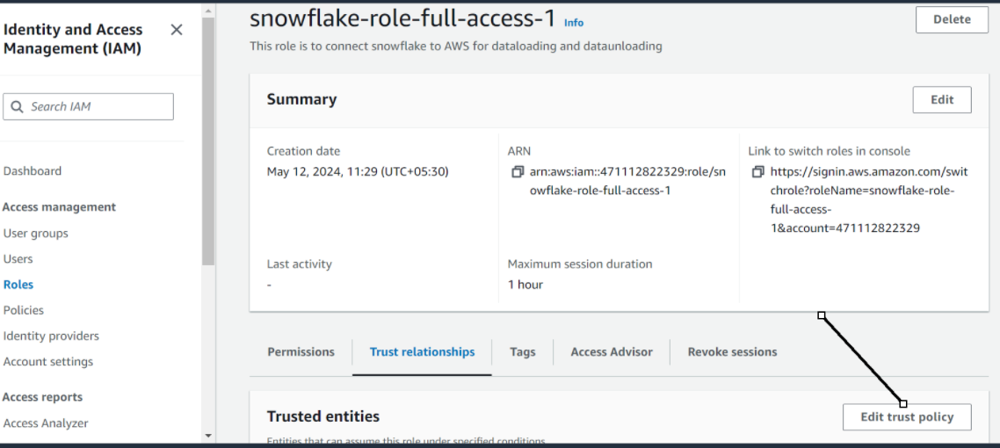 Identity and Access
Management (IAM)
Search IAM
Dashboard
Access management
User groups
Users
Roles
Policies
Identity providers
Account settings
Access reports
Access Analyzer
snowflake-role-full-access-1 Info
Delete
This role is to connect snowflake to AWS for dataloading and dataunloading
Summary
Edit
Creation date
May 12, 2024, 11:29 (UTC+05:30)
ARN
arn:aws:iam::471112822329:role/sn
owflake-role-full-access-1
Link to switch roles in console
https://signin.aws.amazon.com/swit
chrole?roleName=snowflake-role-
full-access-
1&account=471112822329
Last activity
-
Maximum session duration
1 hour
Permissions
Trust relationships
Tags
Access Advisor
Revoke sessions
Trusted entities
Edit trust policy
Entities that can assume this role under specified conditions.